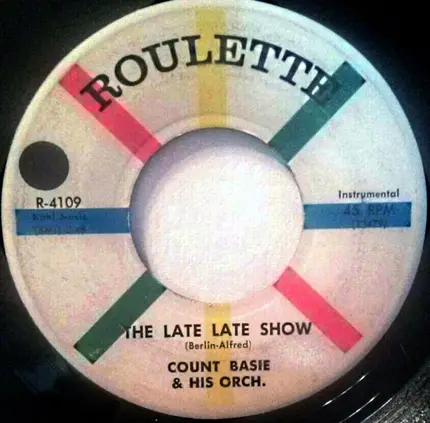 ROULETTE
R-4109
Instrumental
45 RPM
THE LATE LATE SHOW
(Berlin-Alfred)
COUNT BASIE
& HIS ORCH.